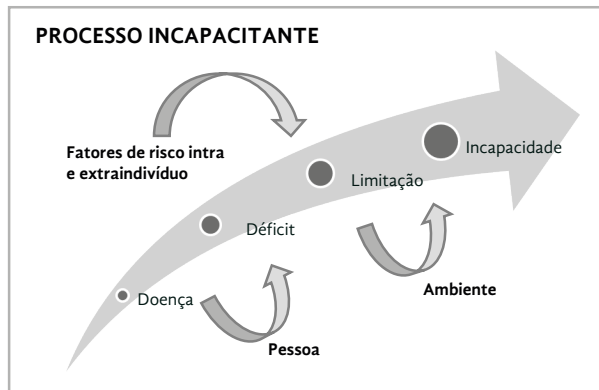 PROCESSO INCAPACITANTE
Fatores de risco intra
e extraindivíduo
Incapacidade
Limitação
Déficit
Ambiente
Doença
Pessoa